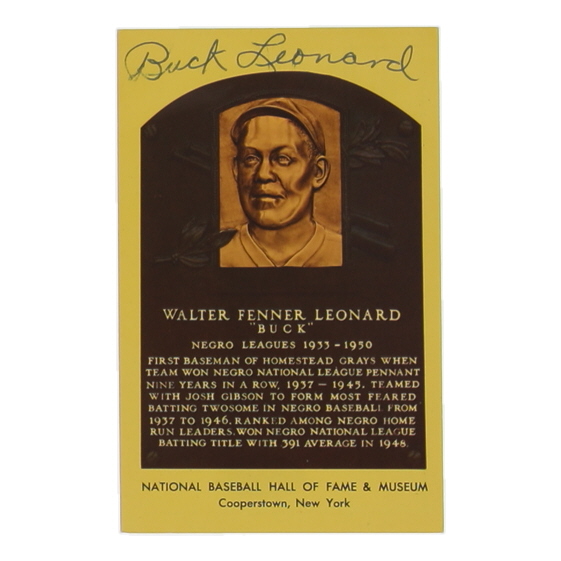 Buck Leonard
WALTER FENNER LEONARD
"BUCK"
NEGRO LEAGUES 1933 - 1950
FIRST BASEMAN OF HOMESTEAD GRAYS WHEN
TEAM WON NEGRO NATIONAL LEAGUE PENNANT
NINE YEARS IN A ROW, 1937 - 1945. TEAMED
WITH JOSH GIBSON TO FORM MOST FEARED
BATTING TWOSOME IN NEGRO BASEBALL FROM
1937 TO 1946. RANKED AMONG NEGRO HOME
RUN LEADERS. WON NEGRO NATIONAL LEAGUE
BATTING TITLE WITH 391 AVERAGE IN 1948.
NATIONAL BASEBALL HALL OF FAME & MUSEUM
Cooperstown, New York